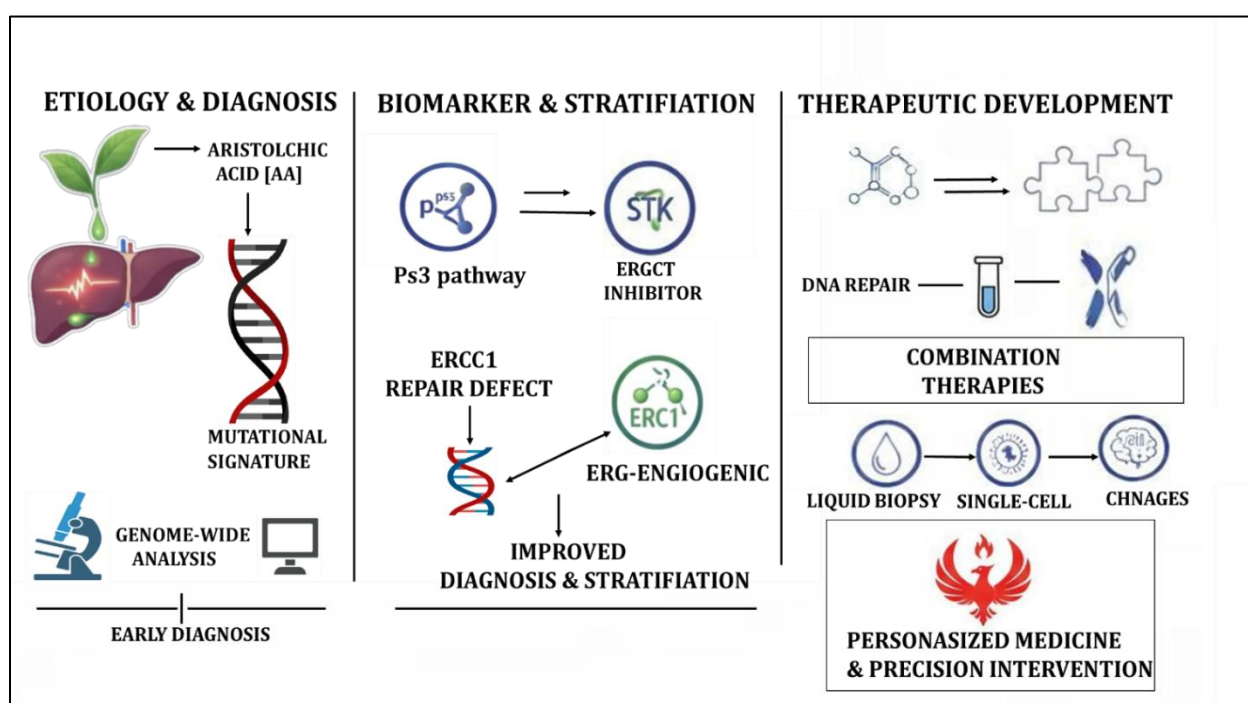 ETIOLOGY & DIAGNOSIS
ARISTOLCHIC
ACID [AA]
MUTATIONAL
SIGNATURE
GENOME-WIDE
ANALYSIS
EARLY DIAGNOSIS
BIOMARKER & STRATIFIATION
Ps3 pathway
STK
ERGCT
INHIBITOR
ERCC1
REPAIR DEFECT
ERC1
ERG-ENGIOGENIC
IMPROVED
DIAGNOSIS & STRATIFIATION
THERAPEUTIC DEVELOPMENT
DNA REPAIR
COMBINATION
THERAPIES
LIQUID BIOPSY
SINGLE-CELL
CHNAGES
PERSONASIZED MEDICINE
& PRECISION INTERVENTION